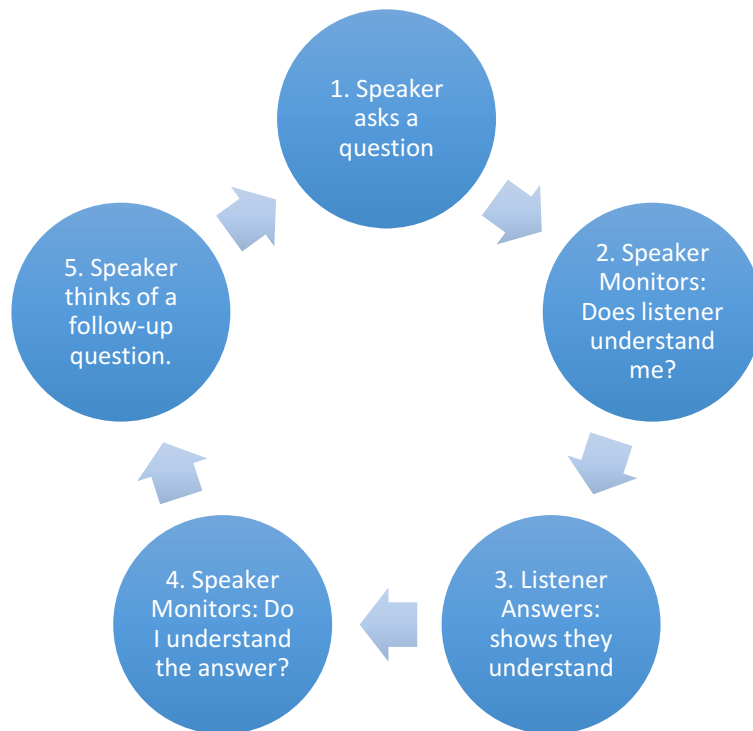 1. Speaker
asks a
question
2. Speaker
Monitors:
Does listener
understand
me?
3. Listener
Answers:
shows they
understand
4. Speaker
Monitors: Do
I understand
the answer?
5. Speaker
thinks of a
follow-up
question.